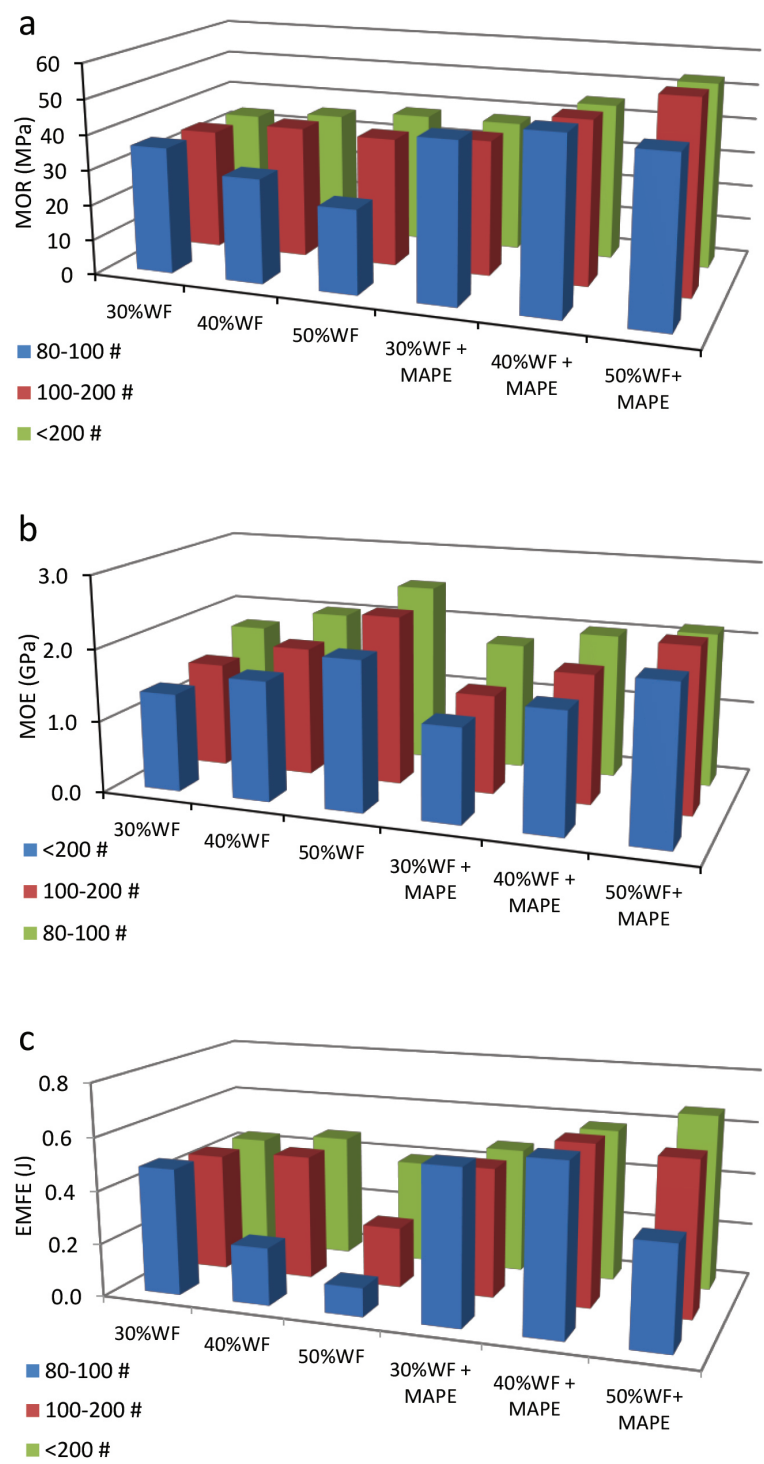 a
60
50
40
30
20
10
0
MOR (MPa)
30%WF
40%WF
50%WF
30%WF +
MAPE
40%WF +
MAPE
50%WF+
MAPE
80-100 #
100-200 #
<200 #
b
3.0
2.0
1.0
0.0
MOE (GPa)
30%WF
40%WF
50%WF
30%WF +
MAPE
40%WF +
MAPE
50%WF+
MAPE
<200 #
100-200 #
80-100 #
c
0.8
0.6
0.4
0.2
0.0
EMFE (J)
30%WF
40%WF
50%WF
30%WF +
MAPE
40%WF +
MAPE
50%WF+
MAPE
80-100 #
100-200 #
<200 #